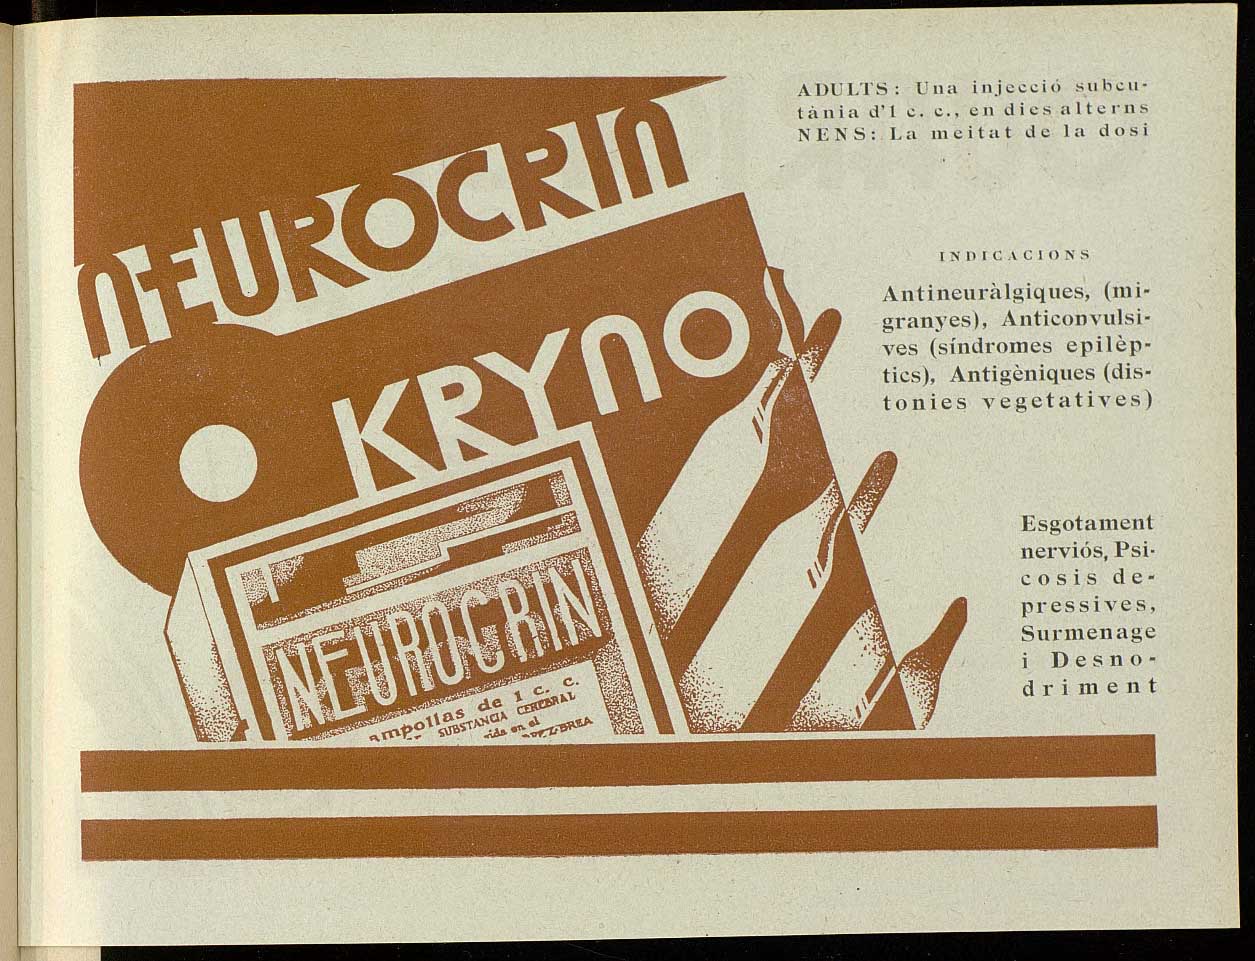 NEUROCRIN
KRYNO
NEUROCRIN
ampollas de 1 c. c.
SUBSTANCIA CEREBRAL
en el
ADULTS: Una injecció subcu-
tània d'1 c. c., en dies alterns
NENS: La meitat de la dosi
INDICACIONS
Antineuràlgiques, (mi-
granyes), Anticonvulsi-
ves (síndromes epilèp-
tics), Antigèniques (dis-
tonies vegetatives)
Esgotament
nerviós, Psi-
cosis de-
pressives,
Surmenage
i Desno-
driment